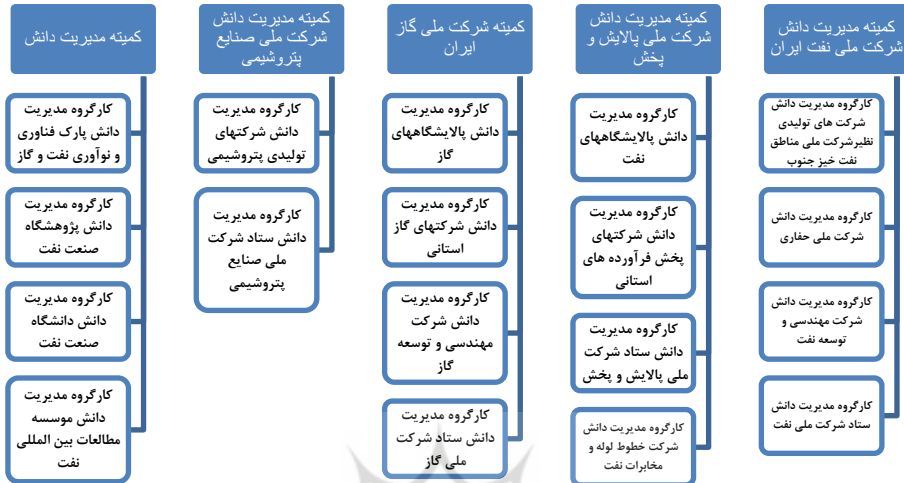 کمیته مدیریت دانش
شرکت ملی نفت ایران
کارگروه مدیریت دانش
شرکت های تولیدی
نظیرشرکت ملی مناطق
نفت خیز جنوب
کارگروه مدیریت دانش
شرکت ملی حفاری
کارگروه مدیریت دانش
شرکت مهندسی و
توسعه نفت
کارگروه مدیریت دانش
ستاد شرکت ملی نفت
کمیته مدیریت دانش
شرکت ملی پالایش و
پخش
کارگروه مدیریت
دانش پالایشگاههای
نفت
کارگروه مدیریت
دانش شرکتهای
پخش فرآورده های
استانی
کارگروه مدیریت
دانش ستاد شرکت
ملی پالایش و پخش
کارگروه مدیریت دانش
شرکت خطوط لوله و
مخابرات نفت
کمیته شرکت ملی گاز
ایران
کارگروه مدیریت
دانش پالایشگاههای
گاز
کارگروه مدیریت
دانش شرکتهای گاز
استانی
کارگروه مدیریت
دانش شرکت
مهندسی و توسعه
گاز
کارگروه مدیریت
دانش ستاد شرکت
ملی گاز
کمیته مدیریت دانش
شرکت ملی صنایع
پتروشیمی
کارگروه مدیریت
دانش شرکتهای
تولیدی پتروشیمی
کارگروه مدیریت
دانش ستاد شرکت
ملی صنایع
پتروشیمی
کمیته مدیریت دانش
کارگروه مدیریت
دانش پارک فناوری
و نوآوری نفت و گاز
کارگروه مدیریت
دانش پژوهشگاه
صنعت نفت
کارگروه مدیریت
دانش دانشگاه
صنعت نفت
کارگروه مدیریت
دانش موسسه
مطالعات بین المللی
نفت